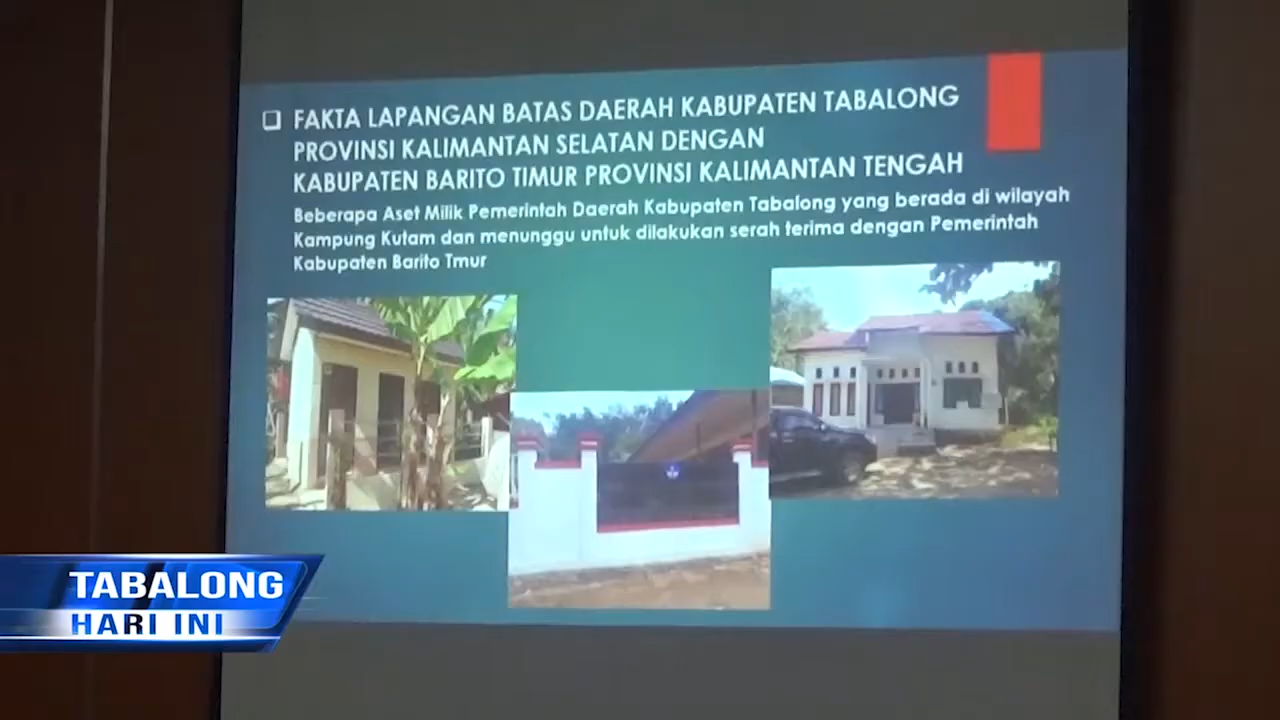 FAKTA LAPANGAN BATAS DAERAH KABUPATEN TABALONG
PROVINSI KALIMANTAN SELATAN DENGAN
KABUPATEN BARITO TIMUR PROVINSI KALIMANTAN TENGAH
Beberapa Aset Milik Pemerintah Daerah Kabupaten Tabalong yang berada di wilayah
Kampung Kutam dan menunggu untuk dilakukan serah terima dengan Pemerintah
Kabupaten Barito Tmur
TABALONG
HARI INI